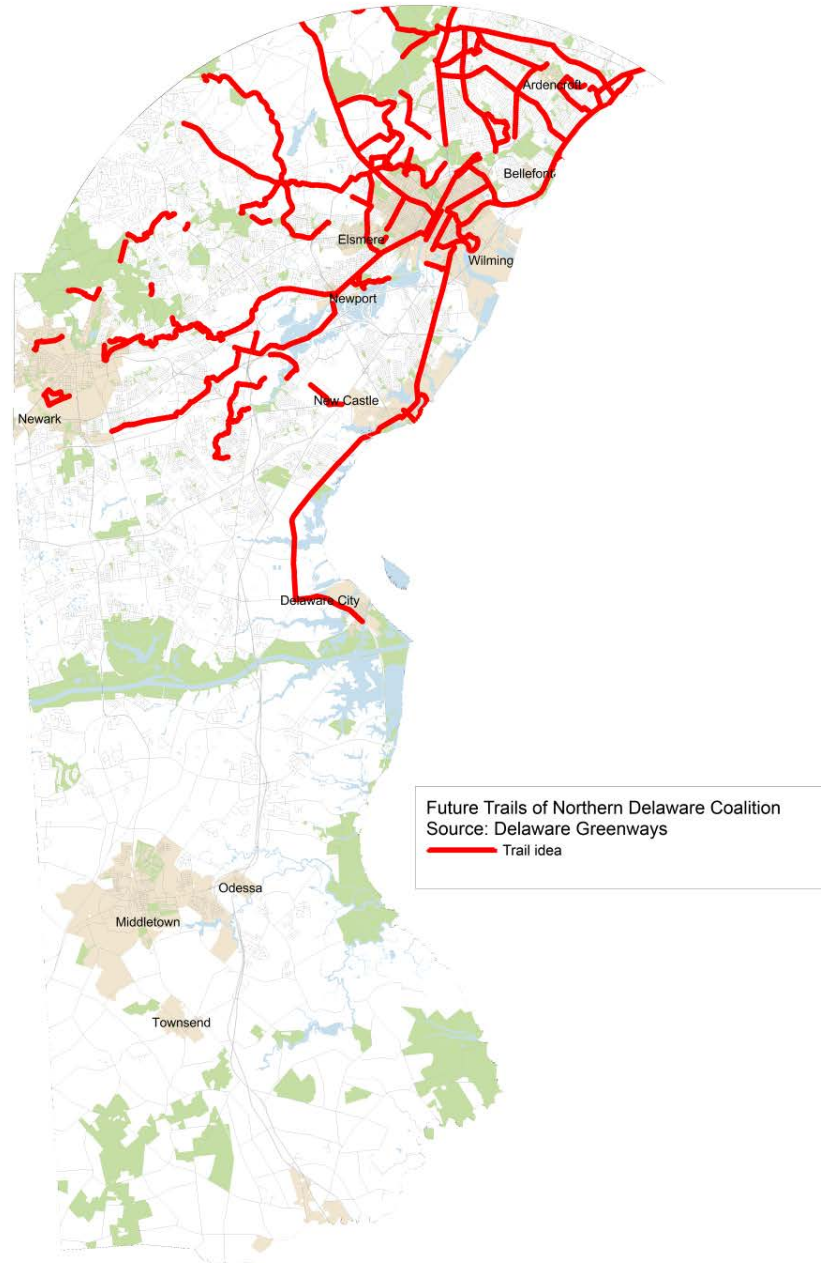 Ardencroft
Bellefont
Elsmere
Wilming
Newport
New Castle
Newark
Delaware City
Future Trails of Northern Delaware Coalition
Source: Delaware Greenways
Trail idea
Odessa
Middletown
Townsend